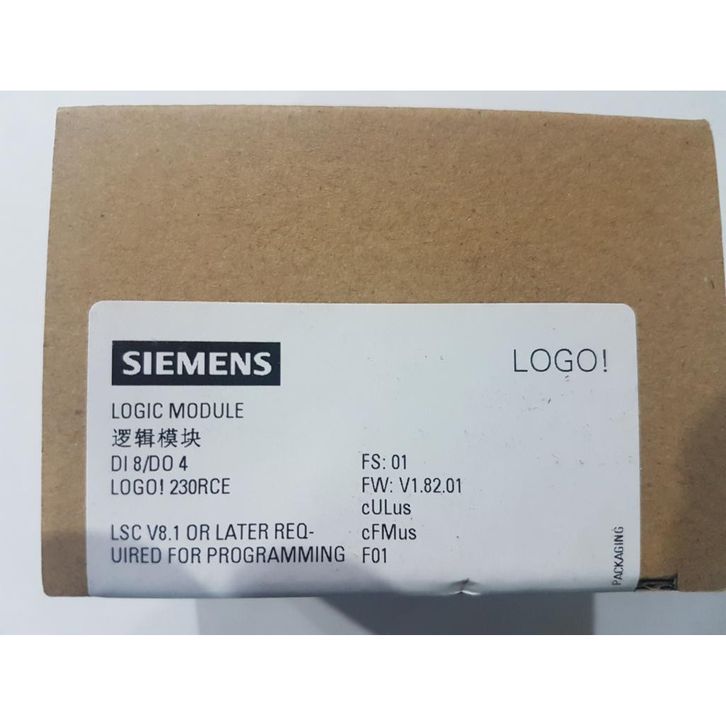 SIEMENS
LOGO!
LOGIC MODULE
逻辑模块
DI 8/DO 4
LOGO! 230RCE
FS: 01
FW: V1.82.01
cULus
LSC V8.1 OR LATER REQ-
UIRED FOR PROGRAMMING
cFMus
F01
PACKAGING